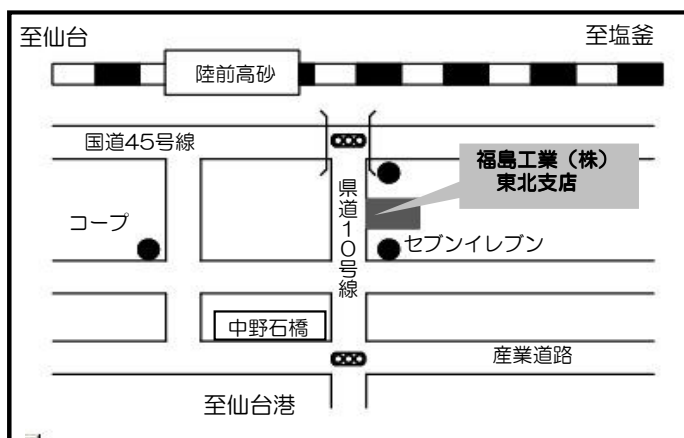 至仙台
至塩釜
陸前高砂
国道45号線
福島工業（株）
東北支店
県道10号線
コープ
セブンイレブン
中野石橋
産業道路
至仙台港